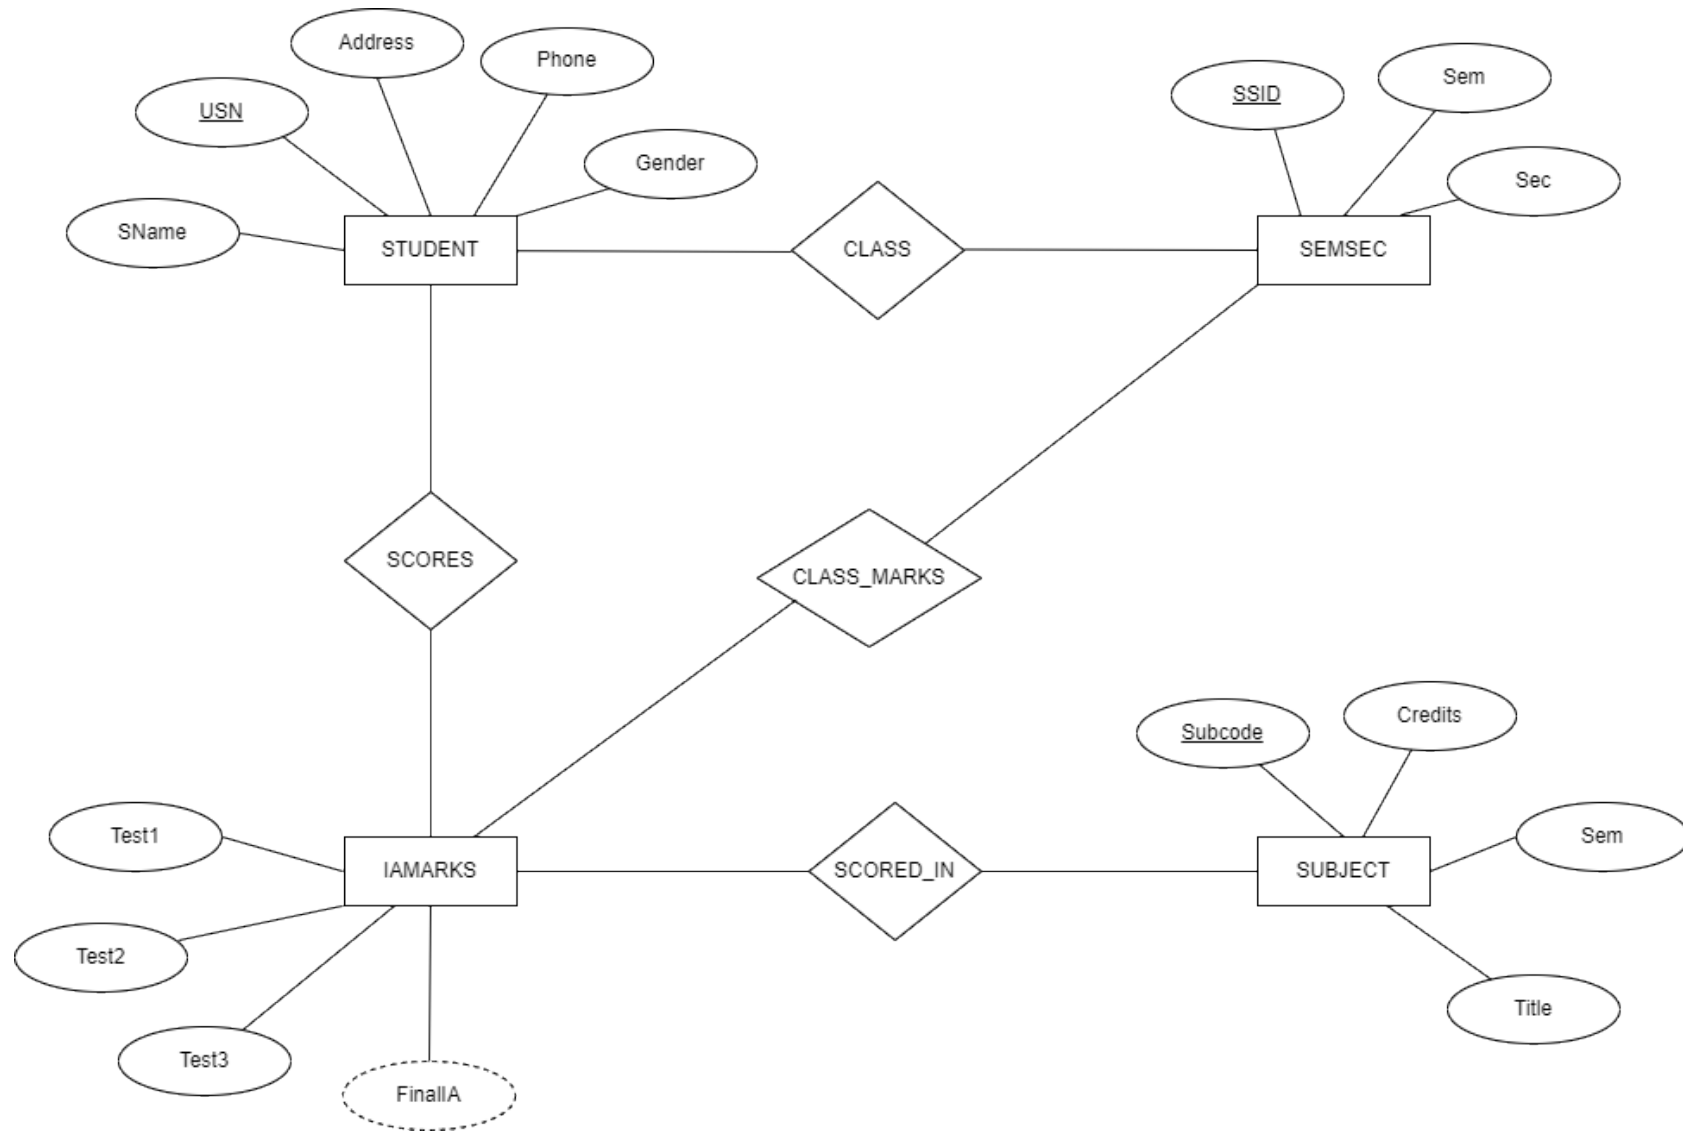 Address
Phone
USN
Gender
SName
STUDENT
CLASS
SSID
Sem
Sec
SEMSEC
SCORES
CLASS_MARKS
Subcode
Credits
Sem
Title
SUBJECT
SCORED_IN
IAMARKS
Test1
Test2
Test3
FinalIA